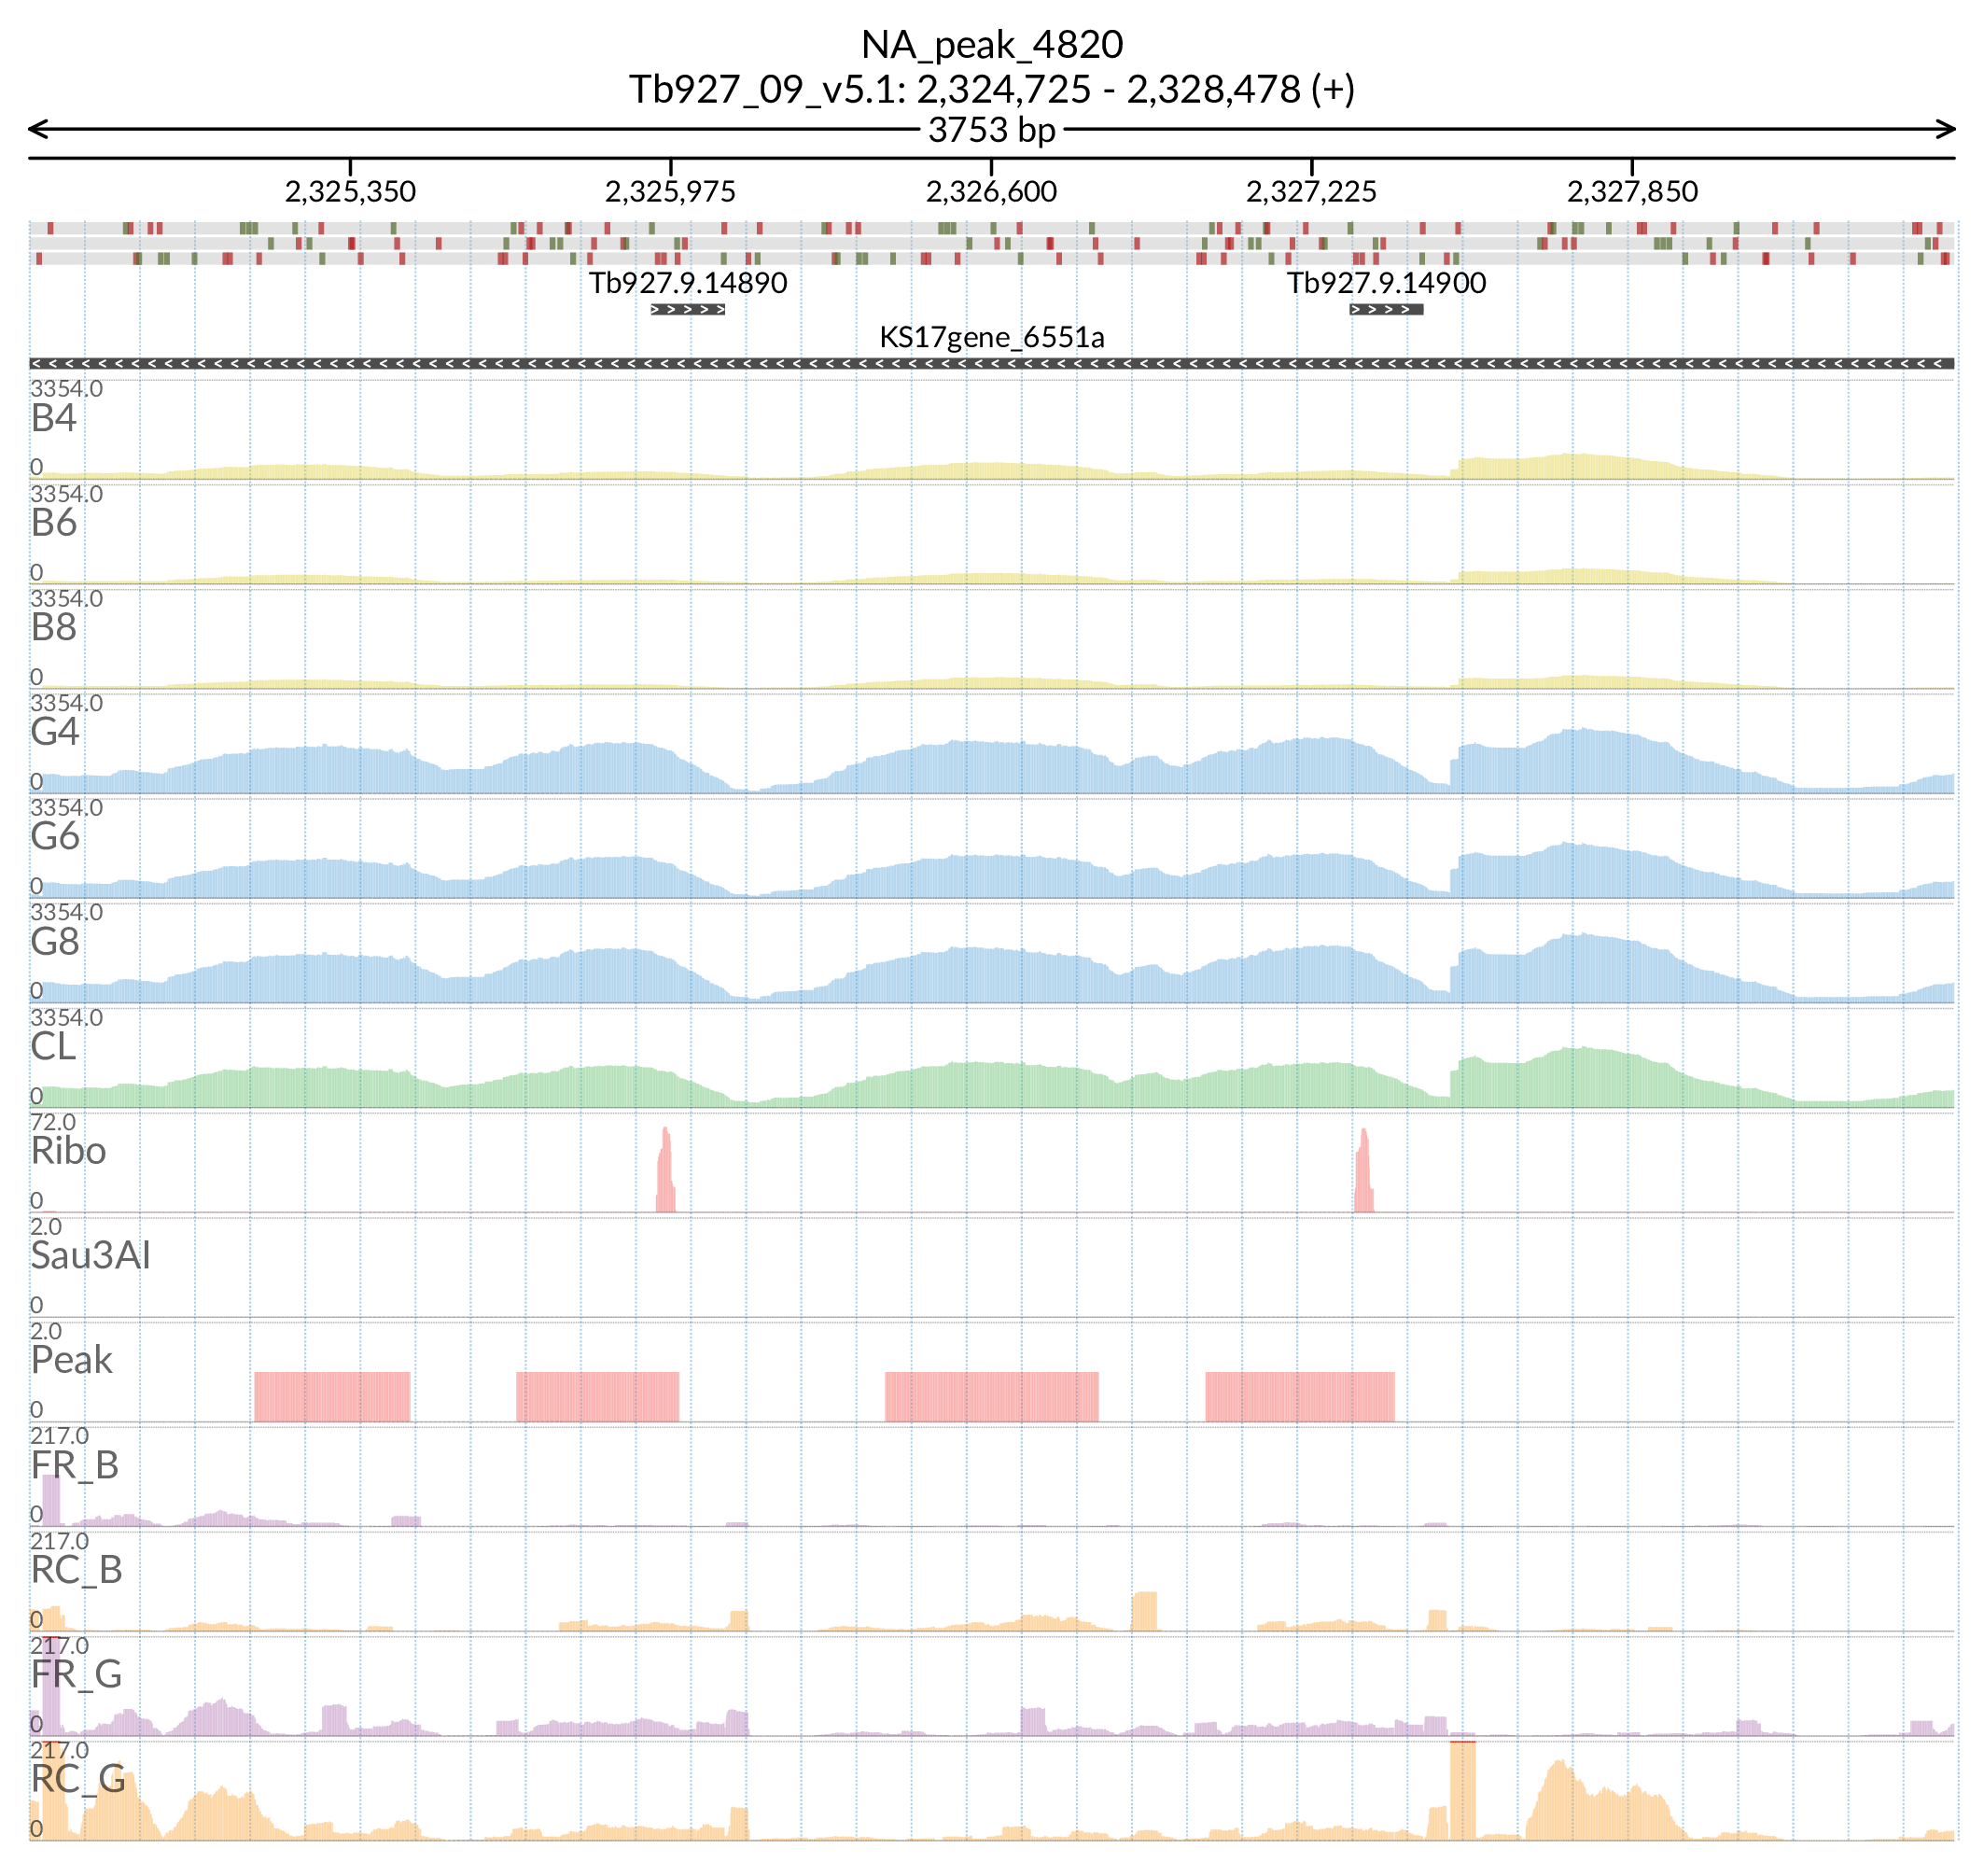 NA_peak_4820
Tb927_09_v5.1: 2,324,725 - 2,328,478 (+)
3753 bp
2,325,350 2,325,975 2,326,600 2,327,225 2,327,850
Tb927.9.14890 Tb927.9.14900
KS17gene_6551a
3354.0
B4
0
3354.0
B6
0
3354.0
B8
0
3354.0
G4
0
3354.0
G6
0
3354.0
G8
0
3354.0
CL
0
72.0
Ribo
0
2.0
Sau3AI
0
2.0
Peak
0
217.0
FR_B
0
217.0
RC_B
0
217.0
FR_G
0
217.0
RC_G
0